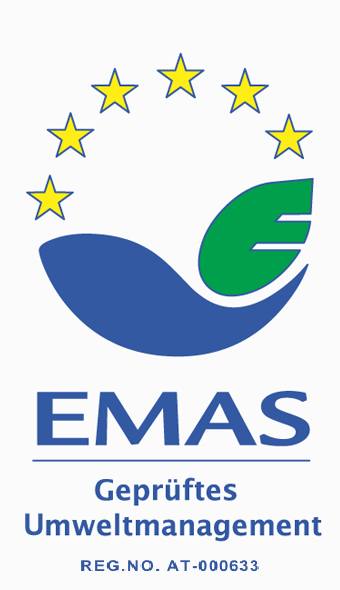 EMAS
Geprüftes
Umweltmanagement
REG.NO. AT-000633